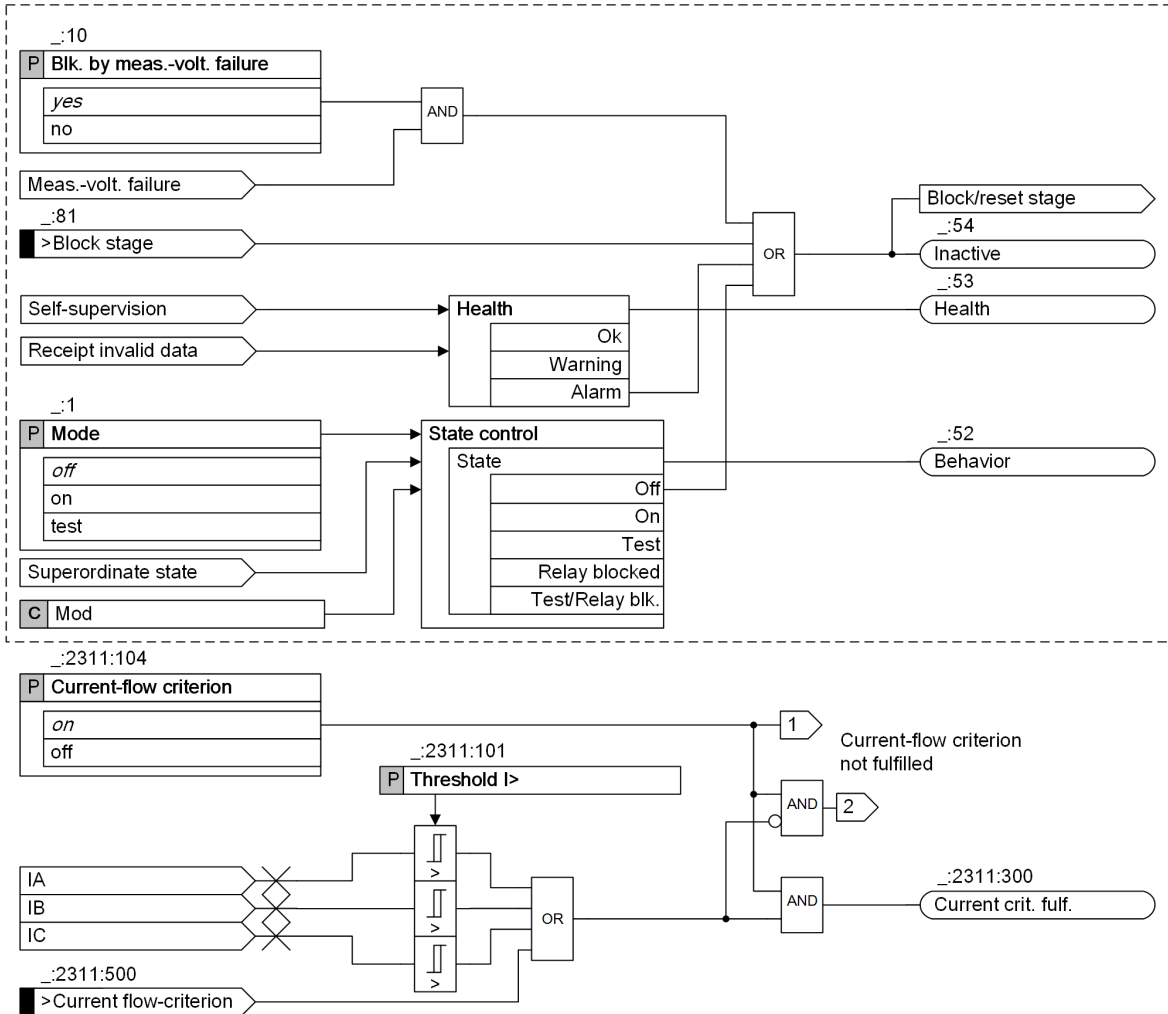 _:10
P Blk. by meas.-volt. failure
yes
no
AND
Meas.-volt. failure
_:81
>Block stage
OR
Block/reset stage
_:54
Inactive
_:53
Health
Self-supervision
Receipt invalid data
Health
Ok
Warning
Alarm
_:1
P Mode
off
on
test
Superordinate state
C Mod
State control
State
Off
On
Test
Relay blocked
Test/Relay blk.
_:52
Behavior
_:2311:104
P Current-flow criterion
on
off
_:2311:101
P Threshold I>
1
Current-flow criterion
not fulfilled
AND
2
IA
IB
IC
>
>
>
OR
AND
_:2311:300
Current crit. fulf.
_:2311:500
>Current flow-criterion